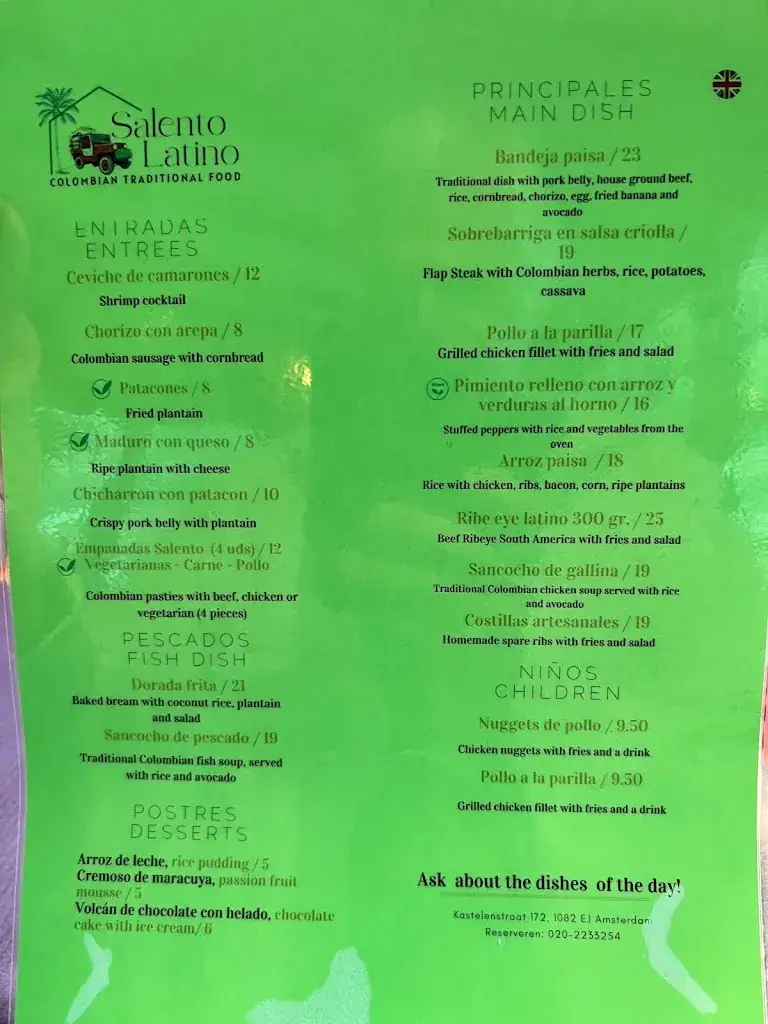 Salento
Latino
COLOMBIAN TRADITIONAL FOOD
ENTRADAS
ENTREES
Ceviche de camarones / 12
Shrimp cocktail
Chorizo con arepa / 8
Colombian sausage with cornbread
Patacones / 8
Fried plantain
Maduro con queso / 8
Ripe plantain with cheese
Chicharron con patacon / 10
Crispy pork belly with plantain
Empanadas Salento (4 uds) / 12
Vegetarianas - Carne - Pollo
Colombian pasties with beef, chicken or
vegetarian (4 pieces)
PESCADOS
FISH DISH
Dorada frita / 21
Baked bream with coconut rice, plantain
and salad
Sancocho de pescado / 19
Traditional Colombian fish soup, served
with rice and avocado
POSTRES
DESSERTS
Arroz de leche, rice pudding / 5
Cremoso de maracuya, passion fruit
mousse / 5
Volcán de chocolate con helado, chocolate
cake with ice cream/ 6
PRINCIPALES
MAIN DISH
Bandeja paisa / 23
Traditional dish with pork belly, house ground beef,
rice, cornbread, chorizo, egg, fried banana and
avocado
Sobrebarriga en salsa criolla /
19
Flap Steak with Colombian herbs, rice, potatoes,
cassava
Pollo a la parilla / 17
Grilled chicken fillet with fries and salad
Pimiento relleno con arroz y
verduras al horno / 16
Stuffed peppers with rice and vegetables from the
oven
Arroz paisa / 18
Rice with chicken, ribs, bacon, corn, ripe plantains
Ribe eye latino 300 gr. / 25
Beef Ribeye South America with fries and salad
Sancocho de gallina / 19
Traditional Colombian chicken soup served with rice
and avocado
Costillas artesanales / 19
Homemade spare ribs with fries and salad
NIÑOS
CHILDREN
Nuggets de pollo / 9.50
Chicken nuggets with fries and a drink
Pollo a la parilla / 9.50
Grilled chicken fillet with fries and a drink
Ask about the dishes of the day!
Kastelenstraat 172, 1082 EJ Amsterdam
Reserveren: 020-2233254